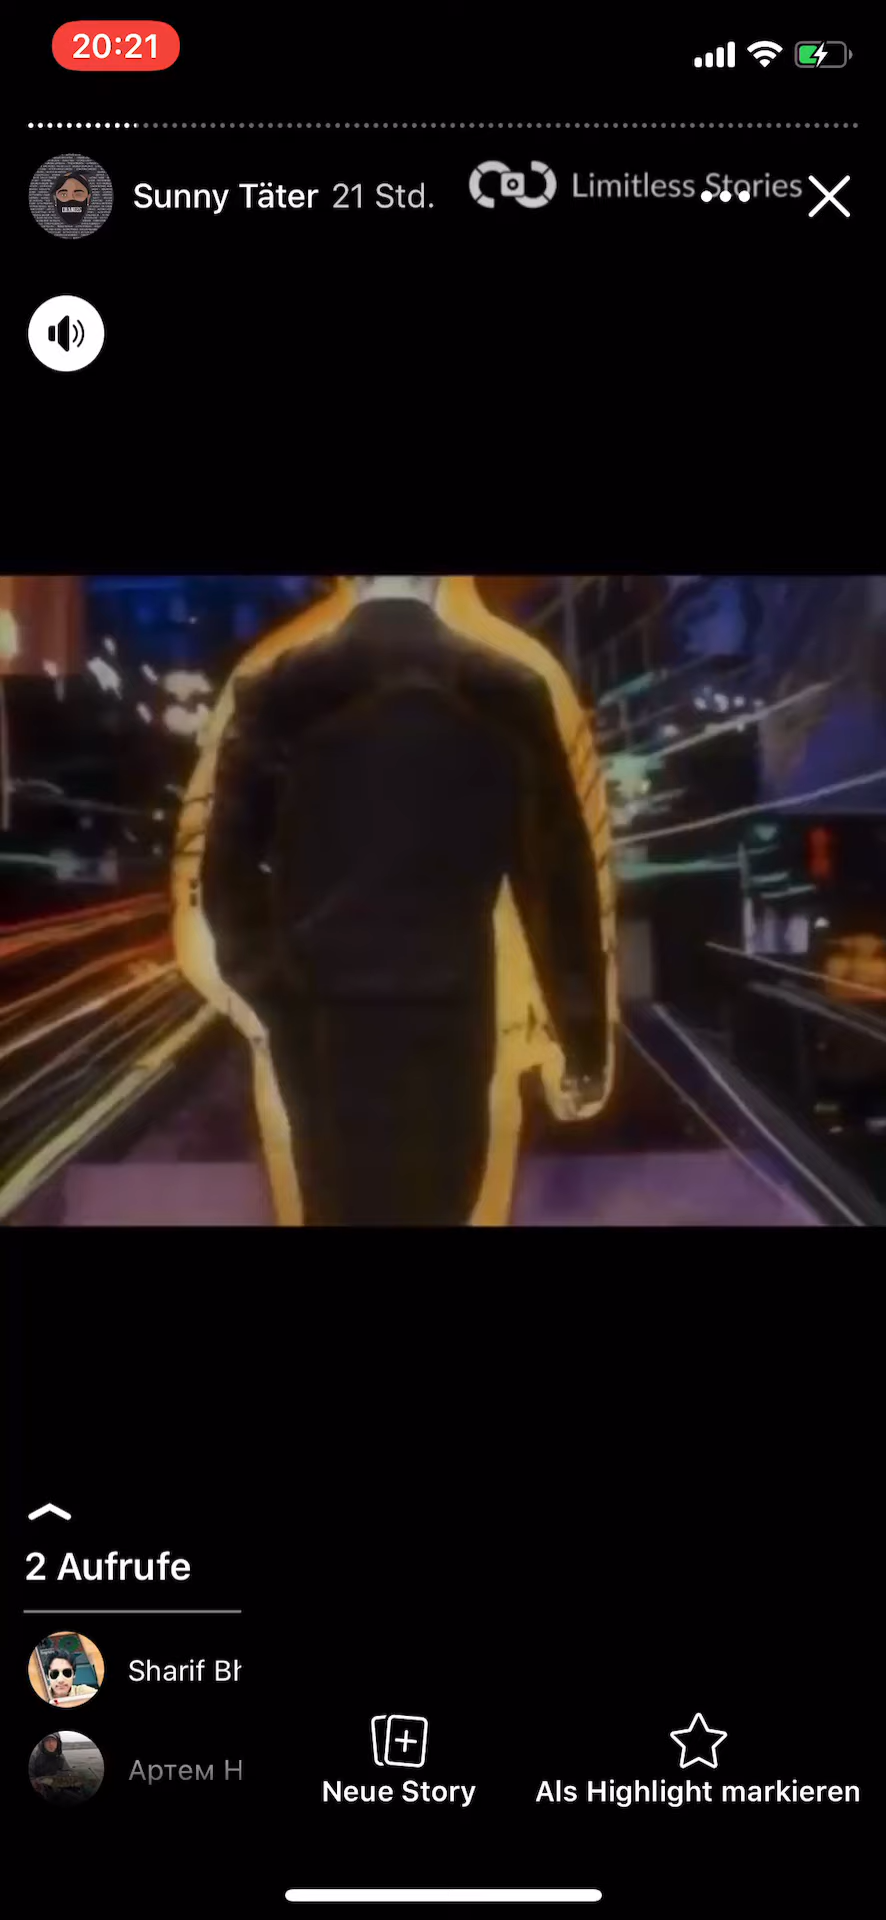 20:21
Sunny Täter 21 Std.
Limitless Stories
2 Aufrufe
Sharif Bh
Артем Н
Neue Story
Als Highlight markieren